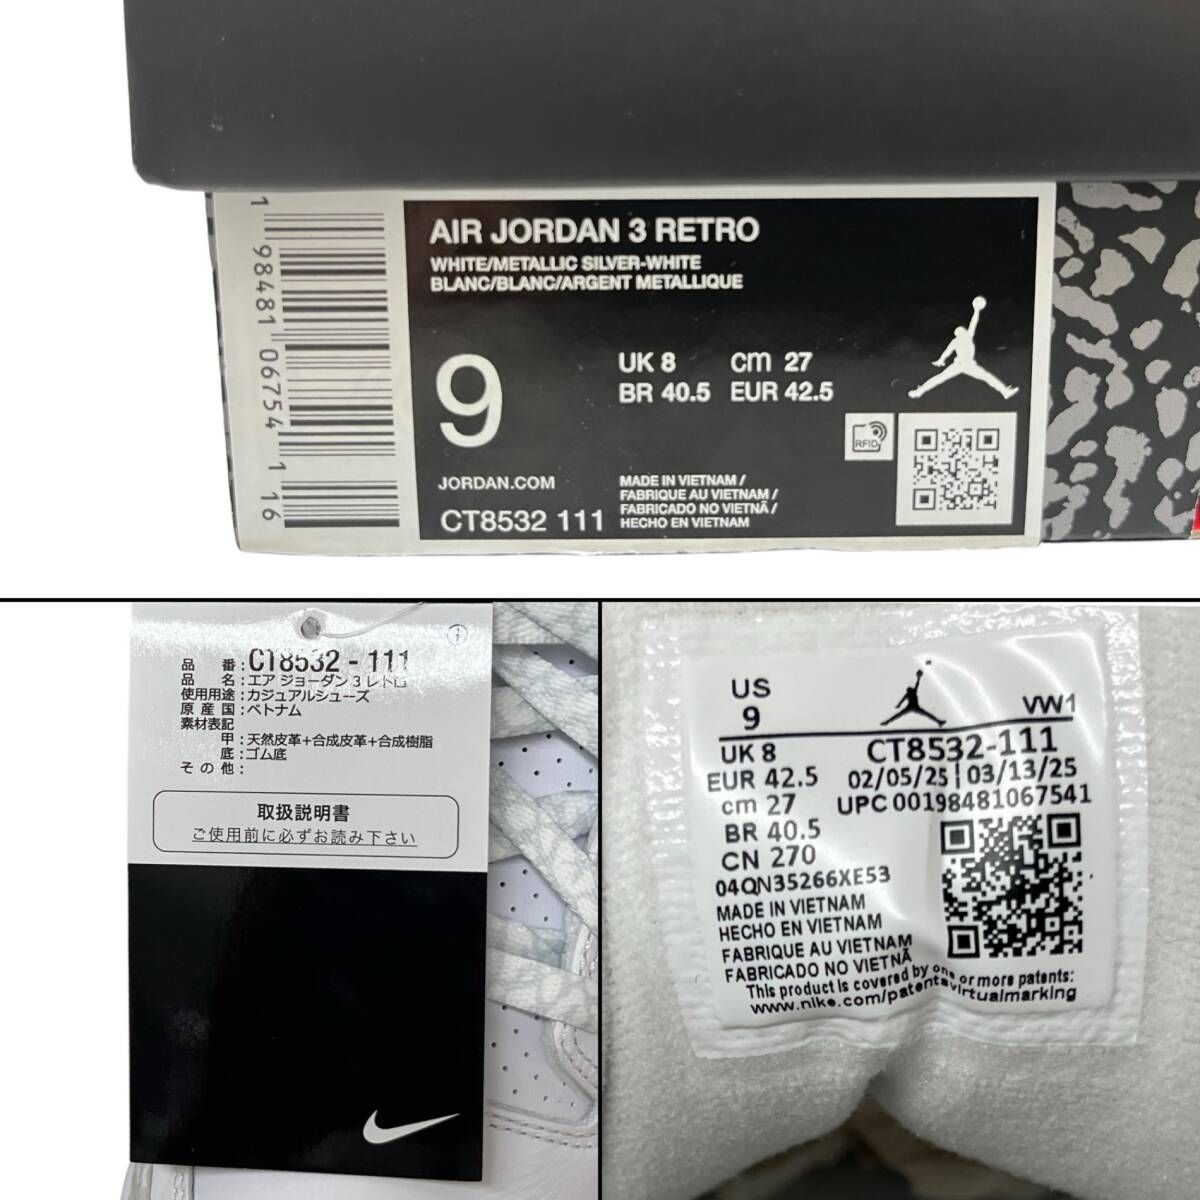 1 98481 06754 1 16
AIR JORDAN 3 RETRO
WHITE/METALLIC SILVER-WHITE
BLANC/BLANC/ARGENT METALLIQUE
9
UK 8 cm 27
BR 40.5 EUR 42.5
RFID
JORDAN.COM
CT8532 111
MADE IN VIETNAM /
FABRIQUE AU VIETNAM /
FABRICADO NO VIETNÃ /
HECHO EN VIETNAM
品 番:CT8532-111
品 名:エア ジョーダン 3 レトロ
使用用途:カジュアルシューズ
原 産 国:ベトナム
素材表記
甲:天然皮革+合成皮革+合成樹脂
底:ゴム底
そ の 他:
取扱説明書
ご使用前に必ずお読み下さい
US
9
VW1
UK 8 CT8532-111
EUR 42.5 02/05/25 | 03/13/25
cm 27 UPC 00198481067541
BR 40.5
CN 270
04QN35266XE53
MADE IN VIETNAM
HECHO EN VIETNAM
FABRIQUE AU VIETNAM
FABRICADO NO VIETNÃ
This product is covered by one or more patents:
www.nike.com/patentsvirtualmarking